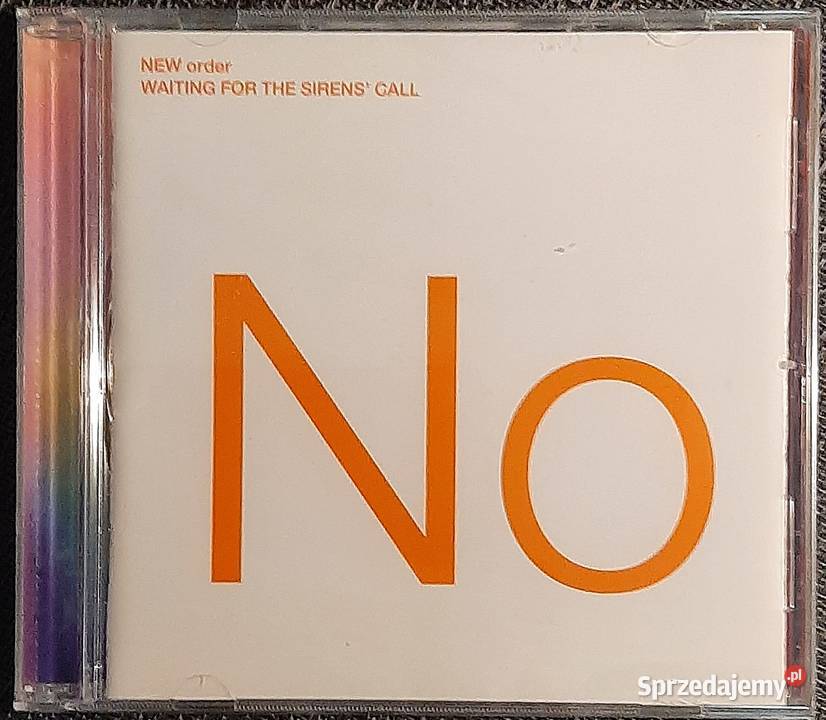 NEW order
WAITING FOR THE SIRENS' CALL
No
Sprzedajemy.pl